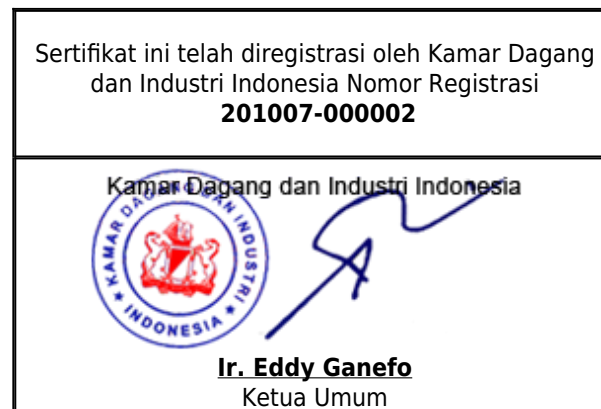 Sertifikat ini telah diregistrasi oleh Kamar Dagang
dan Industri Indonesia Nomor Registrasi
201007-000002
Kamar Dagang dan Industri Indonesia
KAMAR DAGANG DAN INDUSTRI
INDONESIA
Ir. Eddy Ganefo
Ketua Umum